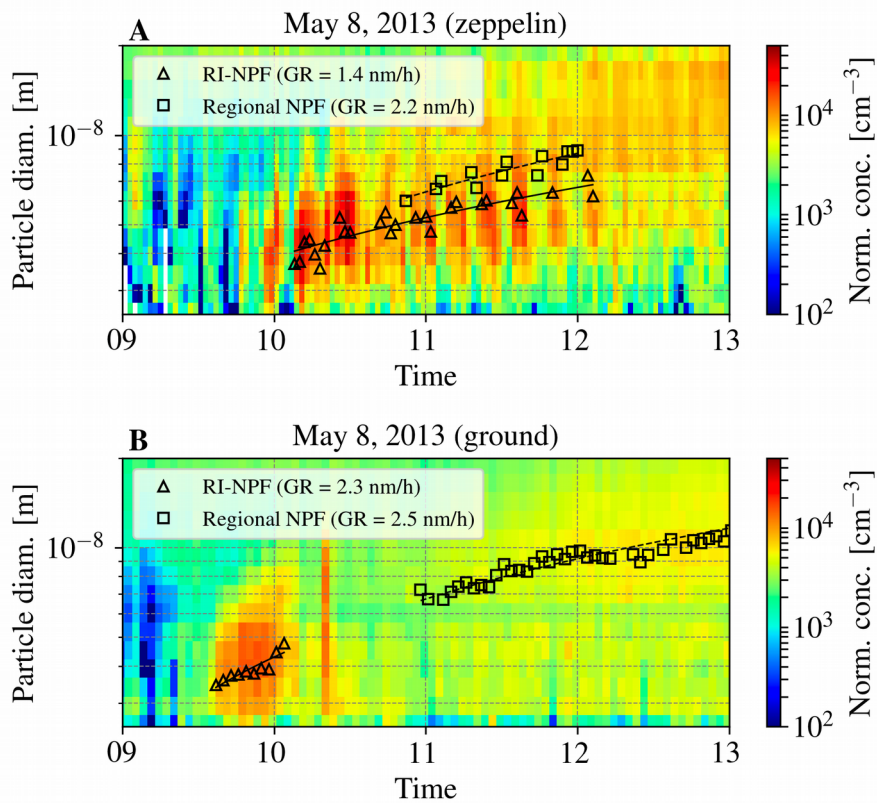 A
May 8, 2013 (zeppelin)
RI-NPF (GR = 1.4 nm/h)
Regional NPF (GR = 2.2 nm/h)
Particle diam. [m]
10⁻⁸
09 10 11 12 13
Time
10⁴
10³
10²
Norm. conc. [cm⁻³]
B
May 8, 2013 (ground)
RI-NPF (GR = 2.3 nm/h)
Regional NPF (GR = 2.5 nm/h)
Particle diam. [m]
10⁻⁸
09 10 11 12 13
Time
10⁴
10³
10²
Norm. conc. [cm⁻³]